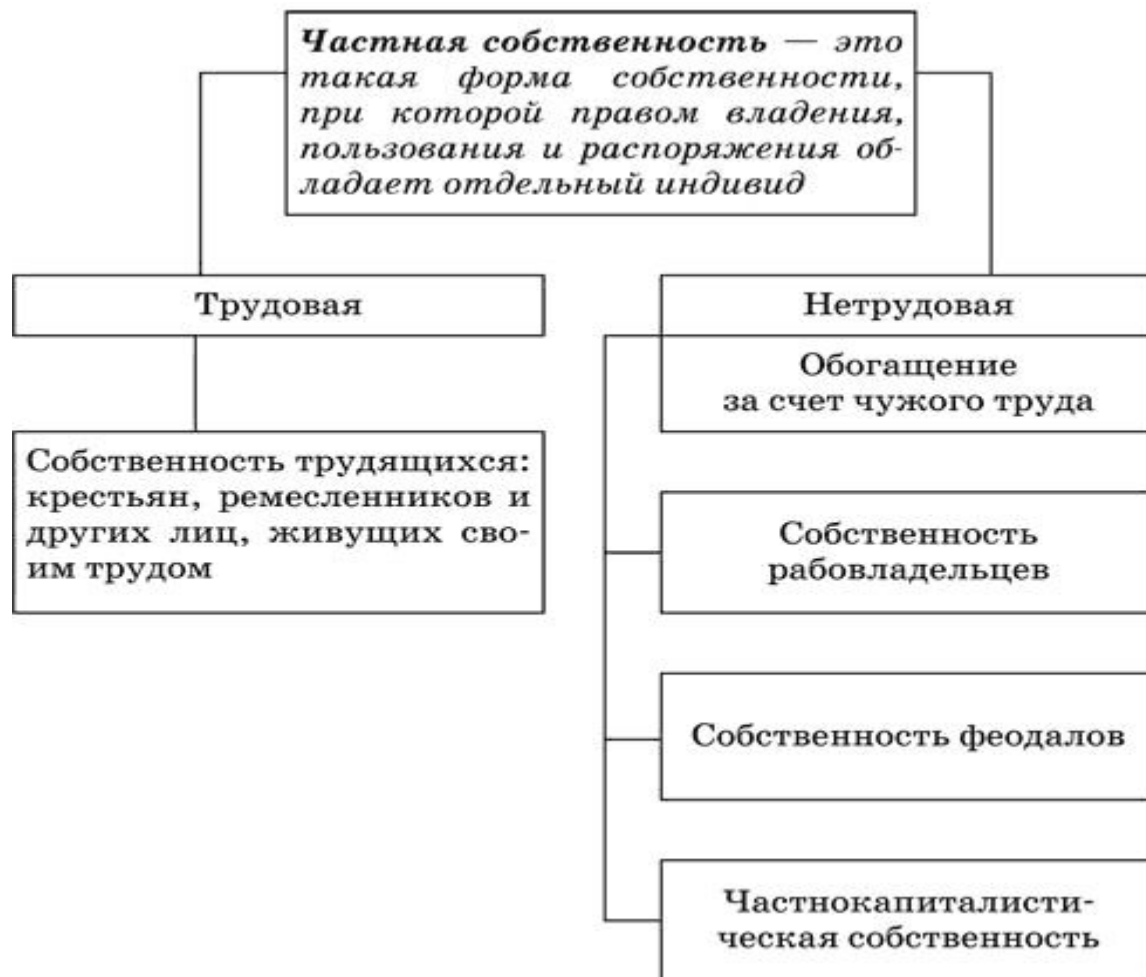 Частная собственность — это
такая форма собственности,
при которой правом владения,
пользования и распоряжения об-
ладает отдельный индивид
Трудовая
Собственность трудящихся:
крестьян, ремесленников и
других лиц, живущих сво-
им трудом
Нетрудовая
Обогащение
за счет чужого труда
Собственность
рабовладельцев
Собственность феодалов
Частнокапиталисти-
ческая собственность